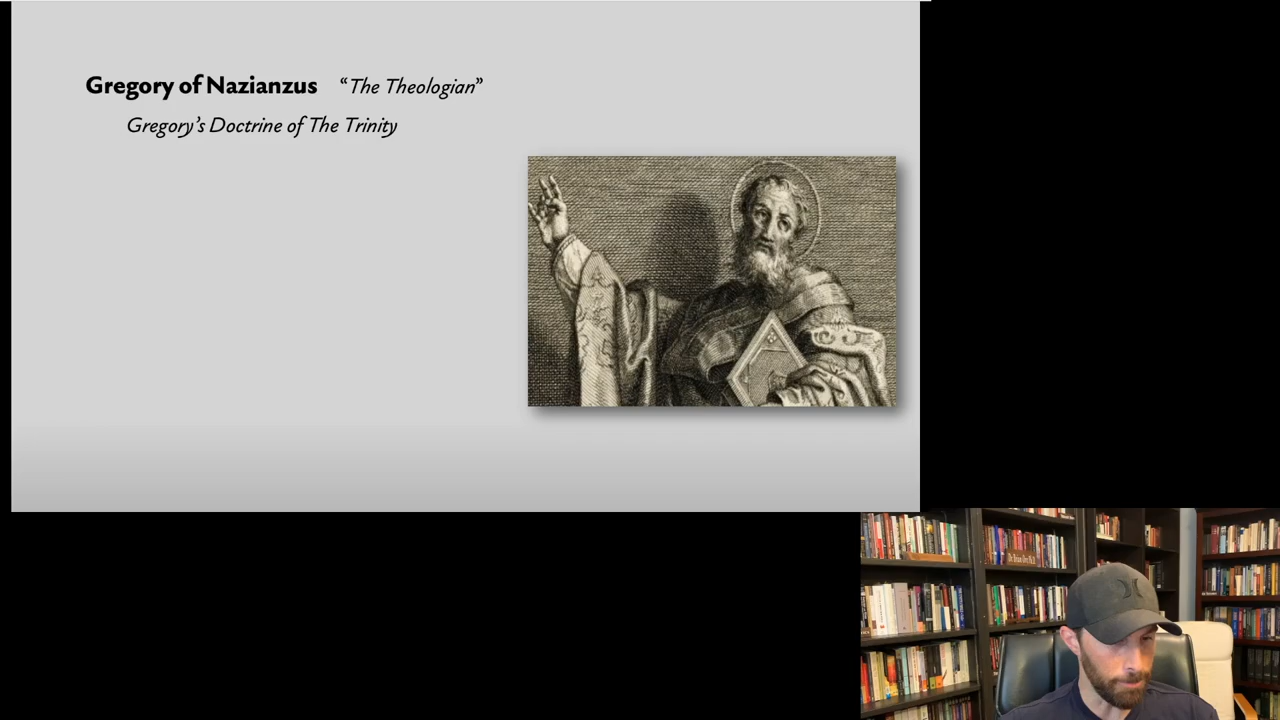 Gregory of Nazianzus “The Theologian”
Gregory’s Doctrine of The Trinity